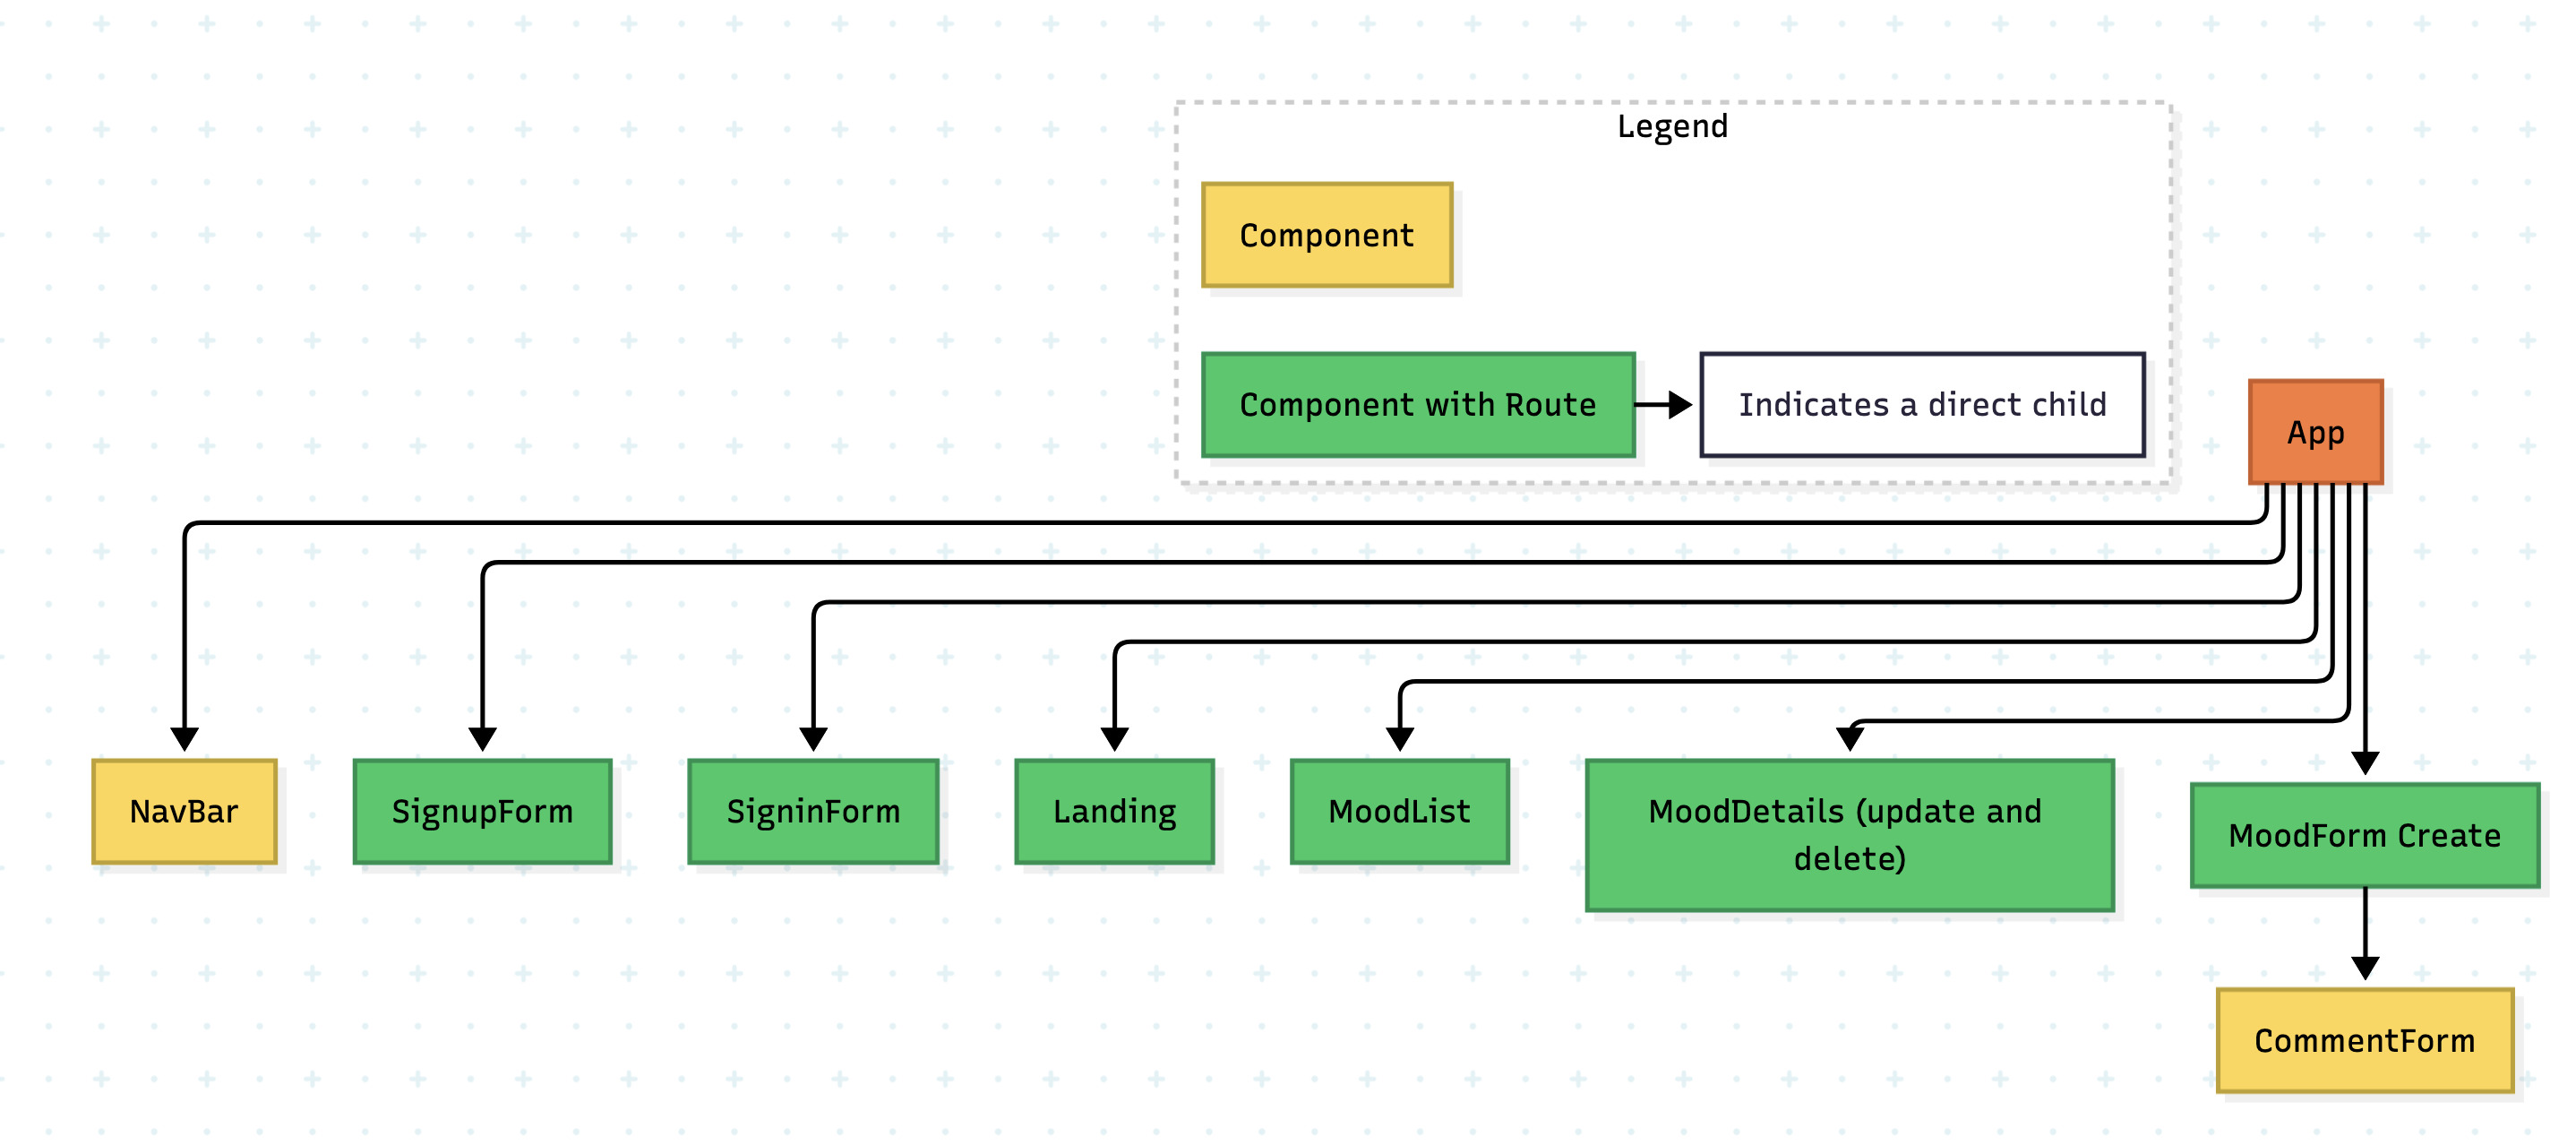 Legend
Component
Component with Route
Indicates a direct child
App
NavBar
SignupForm
SigninForm
Landing
MoodList
MoodDetails (update and
delete)
MoodForm Create
CommentForm